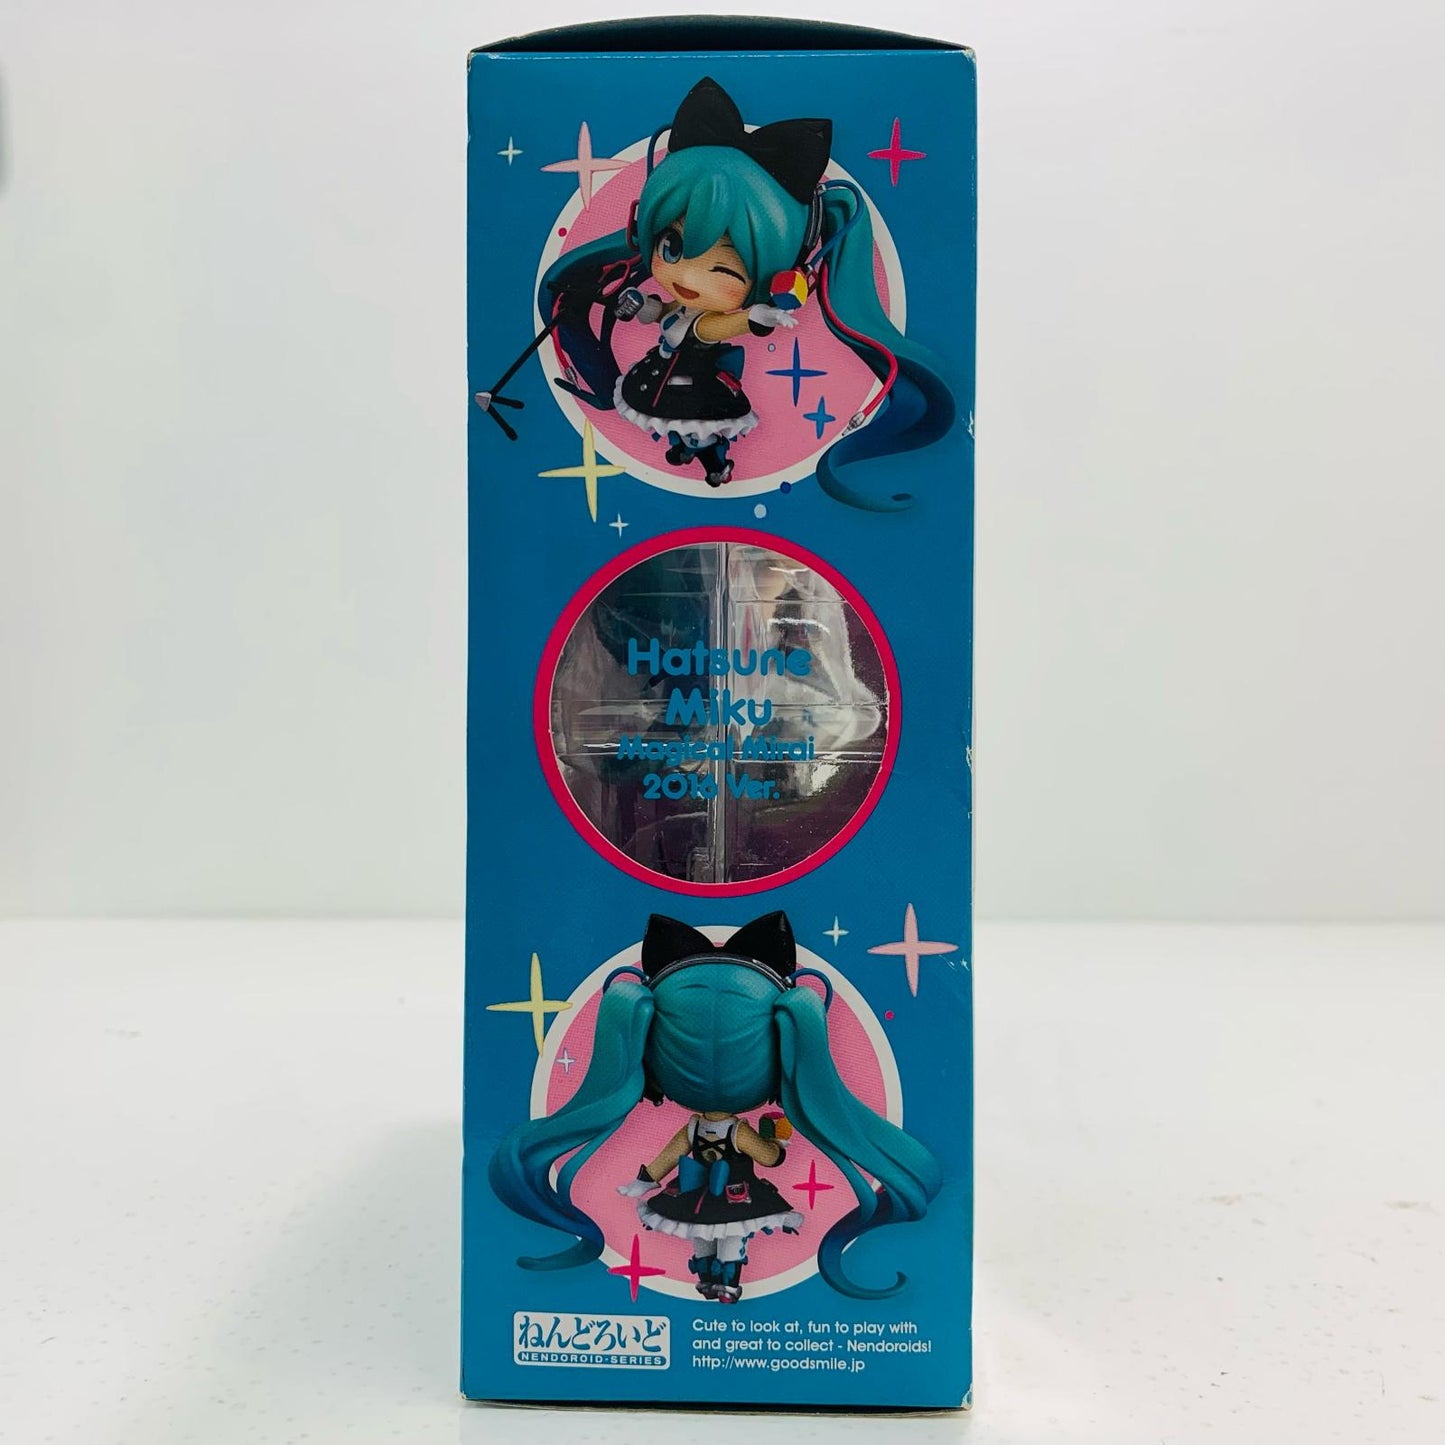 Hatsune
Miku
Magical Mirai
2016 Ver.
ねんどろいど
NENDOROID-SERIES
Cute to look at, fun to play with
and great to collect - Nendoroids!
http://www.goodsmile.jp